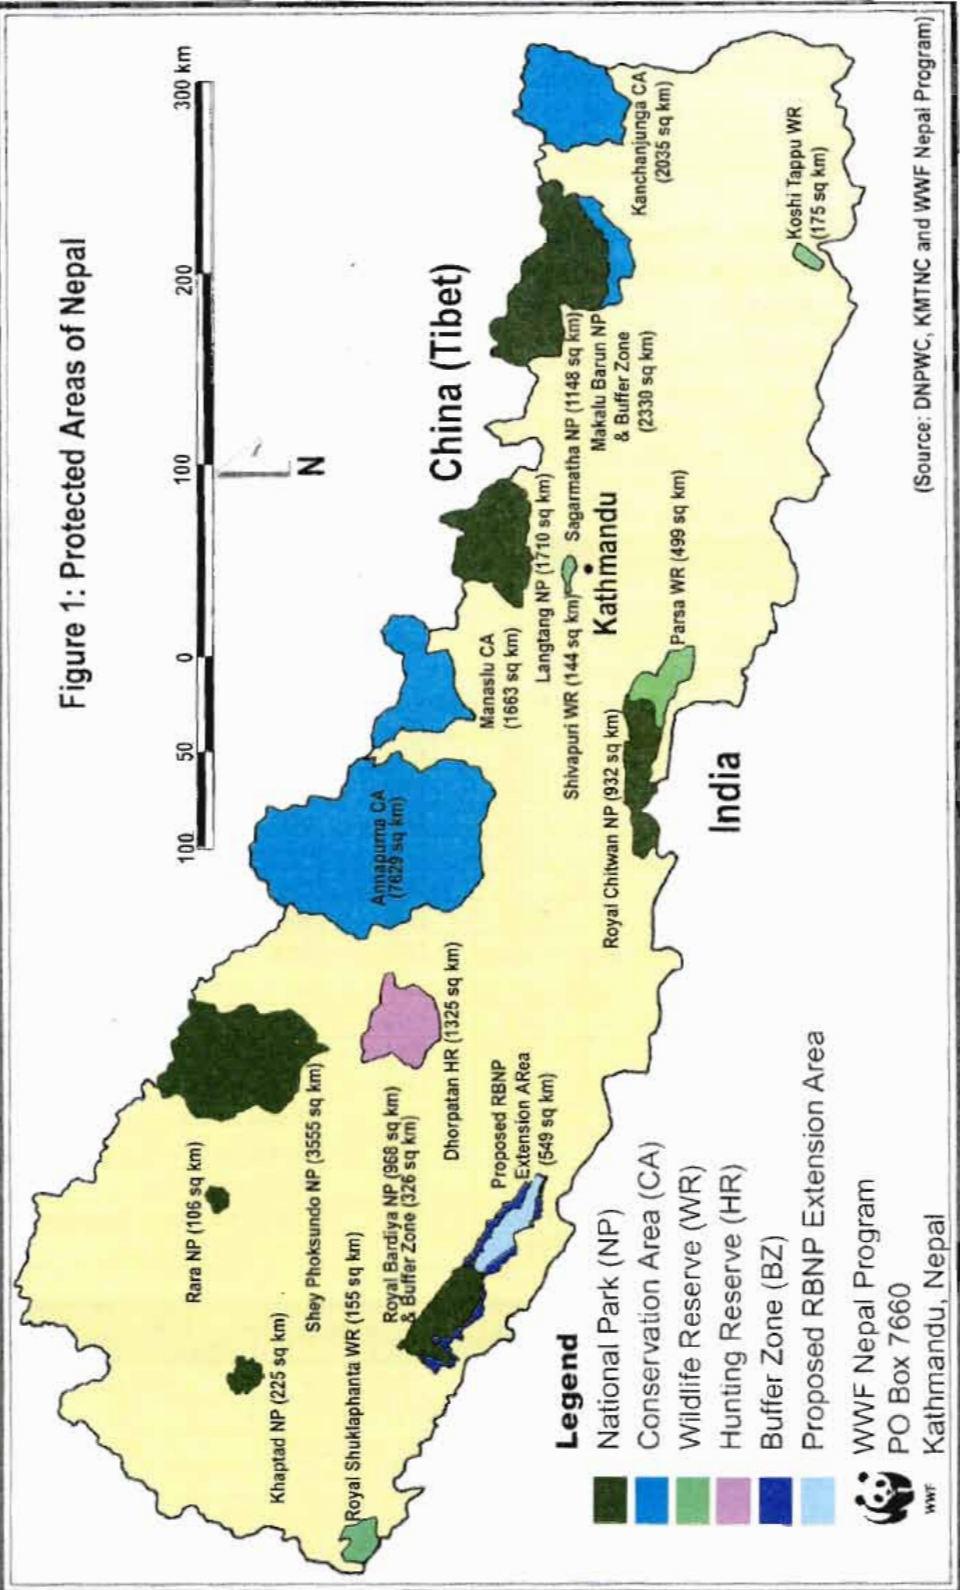 Figure 1: Protected Areas of Nepal
100
50
0
100
200
300 km
N
China (Tibet)
Rara NP (106 sq km)
Khaptad NP (225 sq km)
Shey Phoksundo NP (3555 sq km)
Royal Shuklaphanta WR (155 sq km)
Royal Bardiya NP (968 sq km)
& Buffer Zone (326 sq km)
Dhorpatan HR (1325 sq km)
Proposed RBNP
Extension ARea
(549 sq km)
Annapurna CA
(7629 sq km)
Manaslu CA
(1663 sq km)
Langtang NP (1710 sq km)
Shivapuri WR (144 sq km)
Sagarmatha NP (1148 sq km)
Kathmandu
Makalu Barun NP
& Buffer Zone
(2330 sq km)
Kanchanjunga CA
(2035 sq km)
Royal Chitwan NP (932 sq km)
Parsa WR (499 sq km)
Koshi Tappu WR
(175 sq km)
India
Legend
National Park (NP)
Conservation Area (CA)
Wildlife Reserve (WR)
Hunting Reserve (HR)
Buffer Zone (BZ)
Proposed RBNP Extension Area
WWF
WWF Nepal Program
PO Box 7660
Kathmandu, Nepal
(Source: DNPWC, KMTNC and WWF Nepal Program)